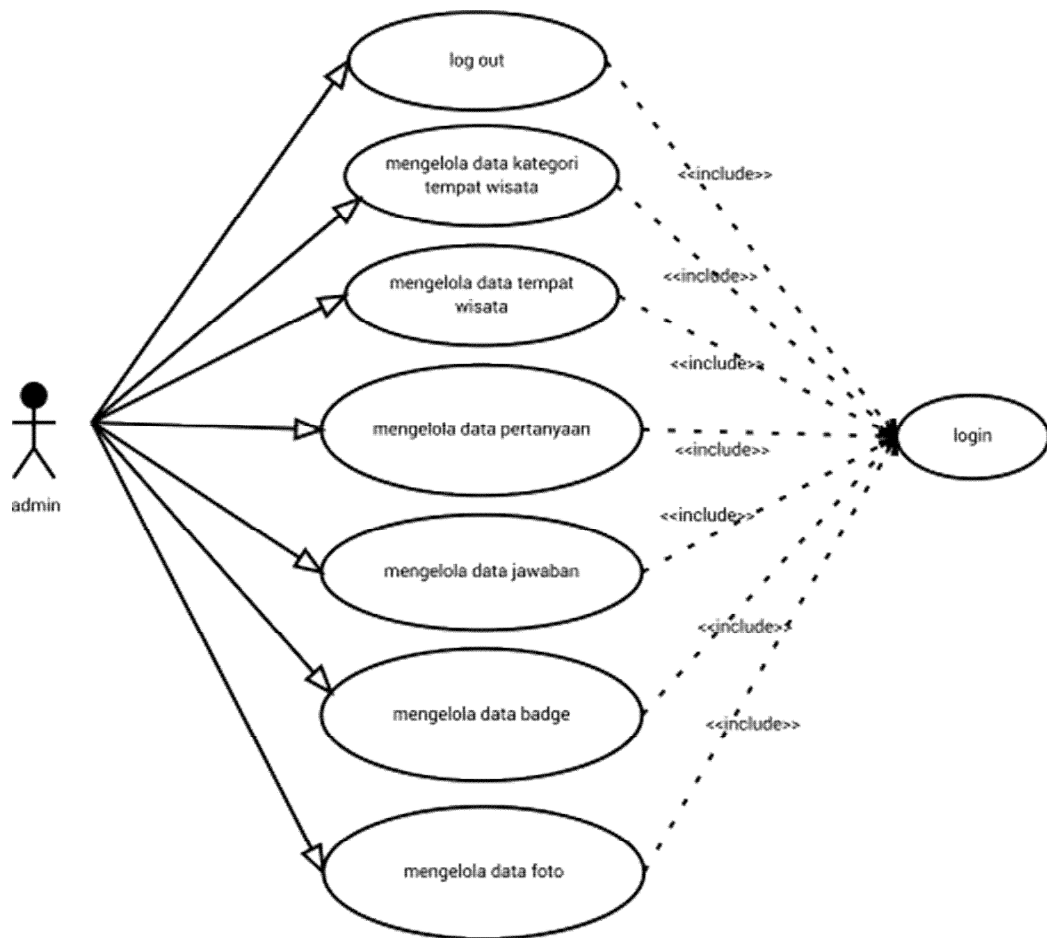 log out
mengelola data kategori
tempat wisata
<<include>>
mengelola data tempat
wisata
<<include>>
<<include>>
mengelola data pertanyaan
<<include>>
login
admin
<<include>>
mengelola data jawaban
<<include>>
mengelola data badge
<<include>>
mengelola data foto